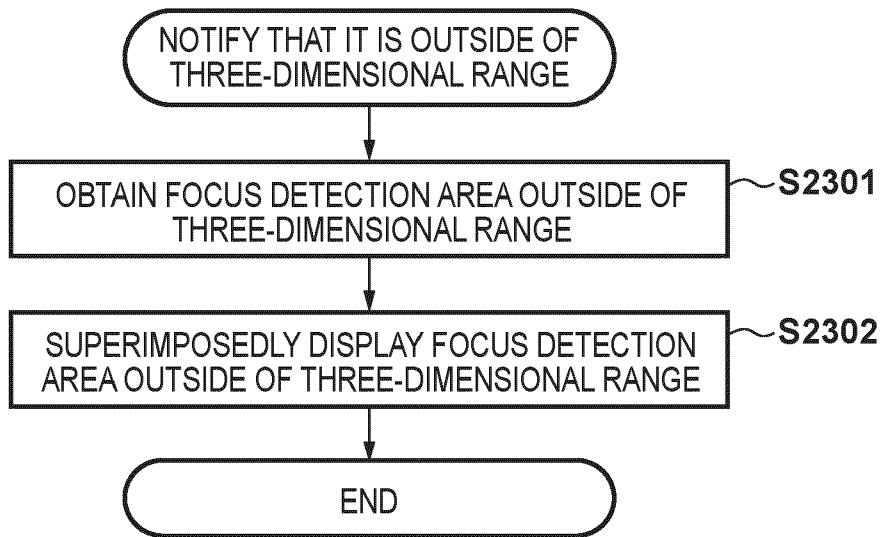 NOTIFY THAT IT IS OUTSIDE OF
THREE-DIMENSIONAL RANGE
OBTAIN FOCUS DETECTION AREA OUTSIDE OF
THREE-DIMENSIONAL RANGE
S2301
SUPERIMPOSEDLY DISPLAY FOCUS DETECTION
AREA OUTSIDE OF THREE-DIMENSIONAL RANGE
S2302
END